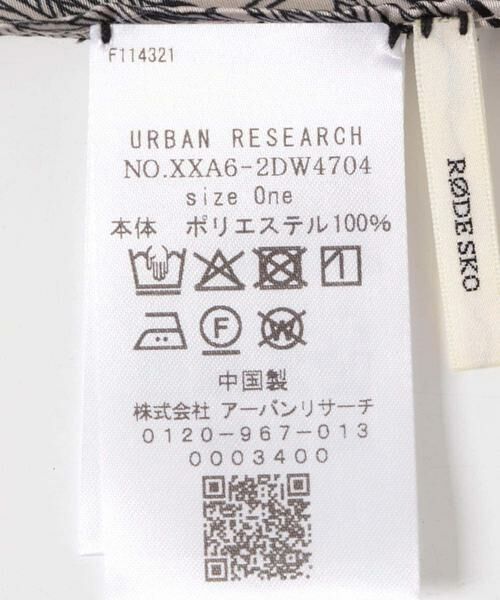 F114321
URBAN RESEARCH
NO.XXA6-2DW4704
size One
本体 ポリエステル100%
F
W
中国製
株式会社 アーバンリサーチ
0120-967-013
0003400
RØDE SKO